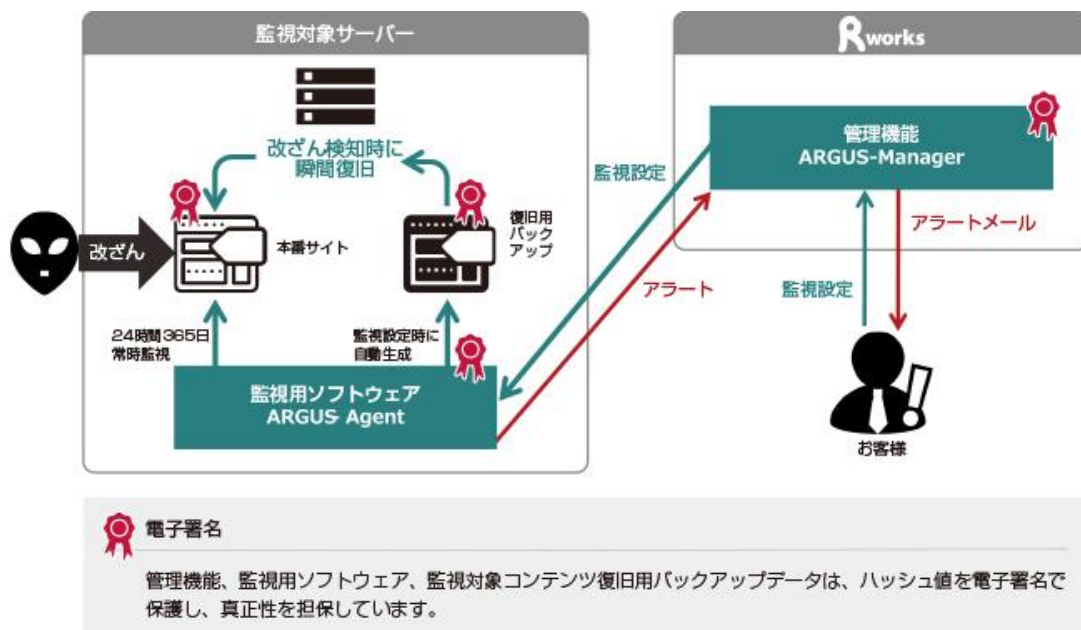 監視対象サーバー
Rworks
改ざん検知時に
瞬間復旧
管理機能
ARGUS-Manager
監視設定
復旧用
バック
アップ
本番サイト
改ざん
アラートメール
アラート
監視設定
24時間365日
常時監視
監視設定時に
自動生成
監視用ソフトウェア
ARGUS Agent
お客様
電子署名
管理機能、監視用ソフトウェア、監視対象コンテンツ復旧用バックアップデータは、ハッシュ値を電子署名で
保護し、真正性を担保しています。